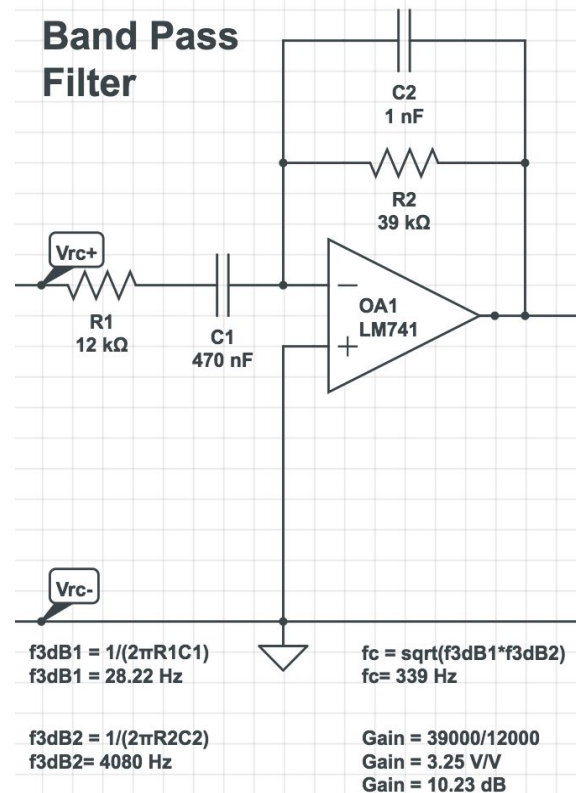 Band Pass
Filter
C2
1 nF
R2
39 kΩ
Vrc+
R1
12 kΩ
C1
470 nF
−
+
OA1
LM741
Vrc-
f3dB1 = 1/(2πR1C1)
f3dB1 = 28.22 Hz
f3dB2 = 1/(2πR2C2)
f3dB2= 4080 Hz
fc = sqrt(f3dB1*f3dB2)
fc= 339 Hz
Gain = 39000/12000
Gain = 3.25 V/V
Gain = 10.23 dB